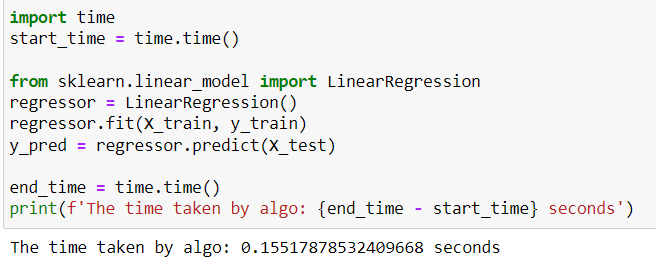 import time
start_time = time.time()
from sklearn.linear_model import LinearRegression
regressor = LinearRegression()
regressor.fit(X_train, y_train)
y_pred = regressor.predict(X_test)
end_time = time.time()
print(f'The time taken by algo: {end_time - start_time} seconds')
The time taken by algo: 0.15517878532409668 seconds